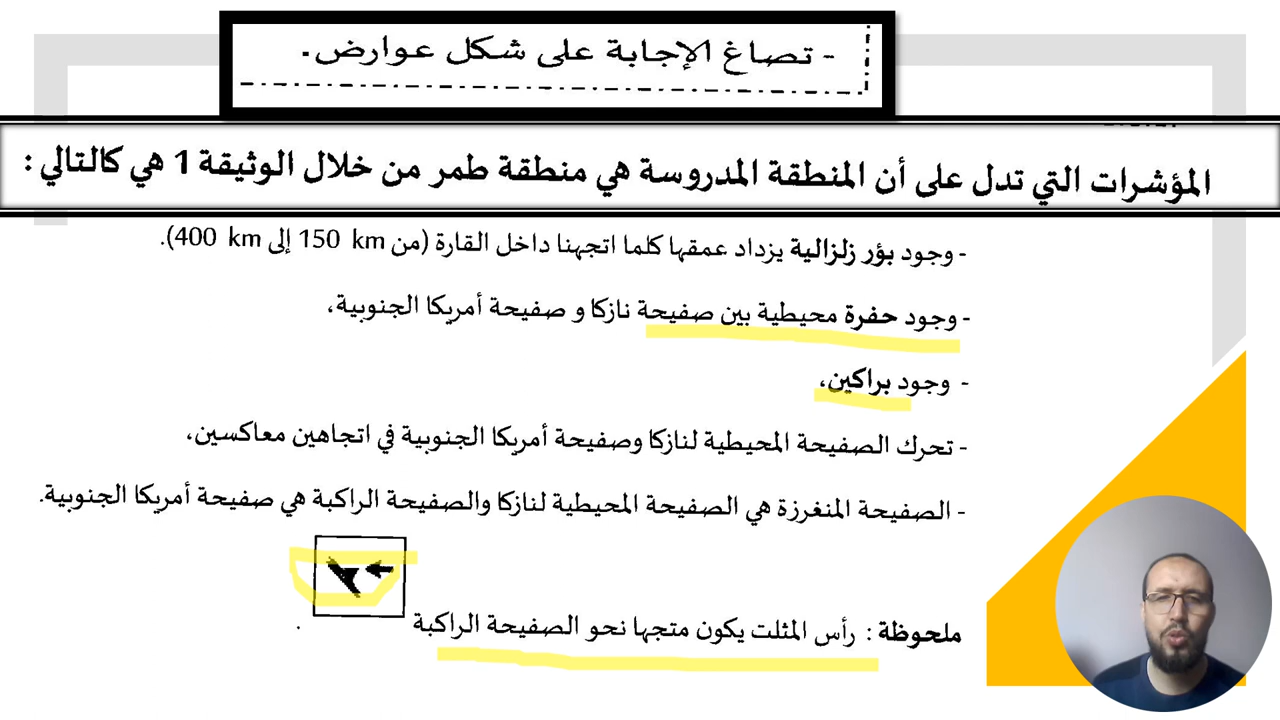 - تصاغ الإجابة على شكل عوارض.
المؤشرات التي تدل على أن المنطقة المدروسة هي منطقة طمر من خلال الوثيقة 1 هي كالتالي :
- وجود بؤر زلزالية يزداد عمقها كلما اتجهنا داخل القارة (من 150 km إلى 400 km).
- وجود حفرة محيطية بين صفيحة نازكا و صفيحة أمريكا الجنوبية،
- وجود براكين،
- تحرك الصفيحة المحيطية لنازكا وصفيحة أمريكا الجنوبية في اتجاهين معاكسين،
- الصفيحة المنغرزة هي الصفيحة المحيطية لنازكا والصفيحة الراكبة هي صفيحة أمريكا الجنوبية.
ملحوظة : رأس المثلت يكون متجها نحو الصفيحة الراكبة .